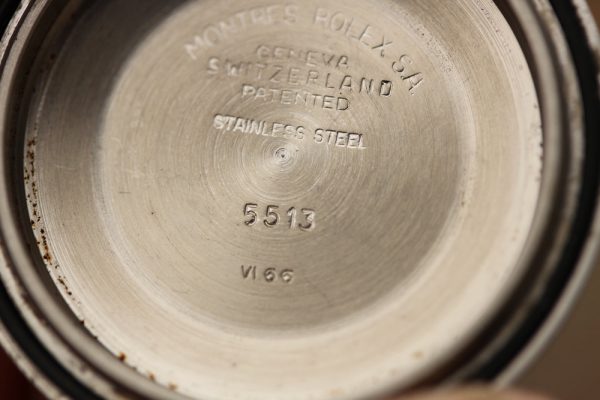 MONTRES ROLEX S.A.
GENEVA
SWITZERLAND
PATENTED
STAINLESS STEEL
5513
VI 66